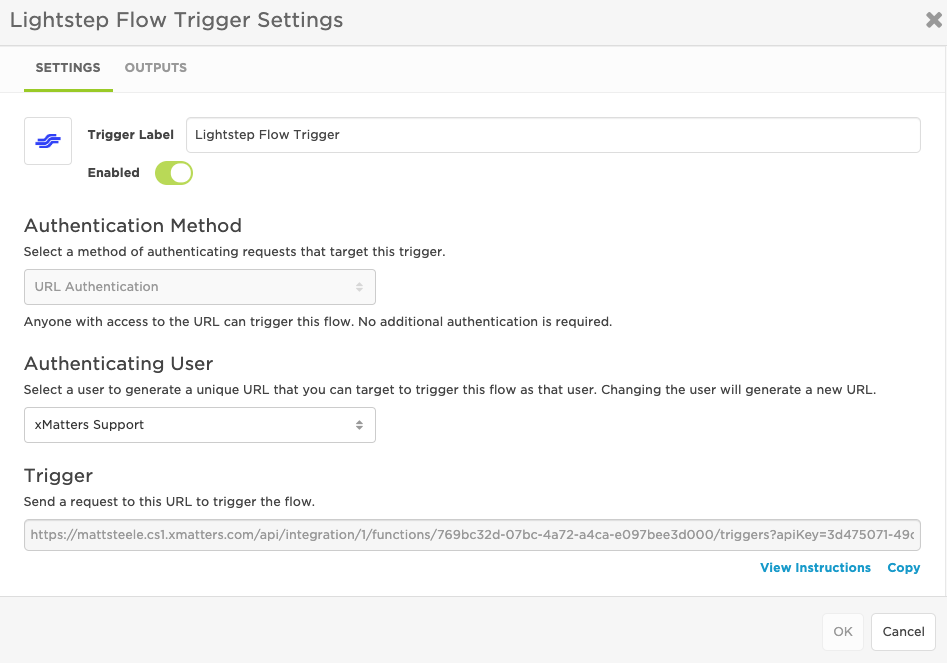 Lightstep Flow Trigger Settings
SETTINGS OUTPUTS
Trigger Label Lightstep Flow Trigger
Enabled
Authentication Method
Select a method of authenticating requests that target this trigger.
URL Authentication
Anyone with access to the URL can trigger this flow. No additional authentication is required.
Authenticating User
Select a user to generate a unique URL that you can target to trigger this flow as that user. Changing the user will generate a new URL.
xMatters Support
Trigger
Send a request to this URL to trigger the flow.
https://mattsteele.cs1.xmatters.com/api/integration/1/functions/769bc32d-07bc-4a72-a4ca-e097bee3d000/triggers?apiKey=3d475071-49c
View Instructions Copy
OK Cancel